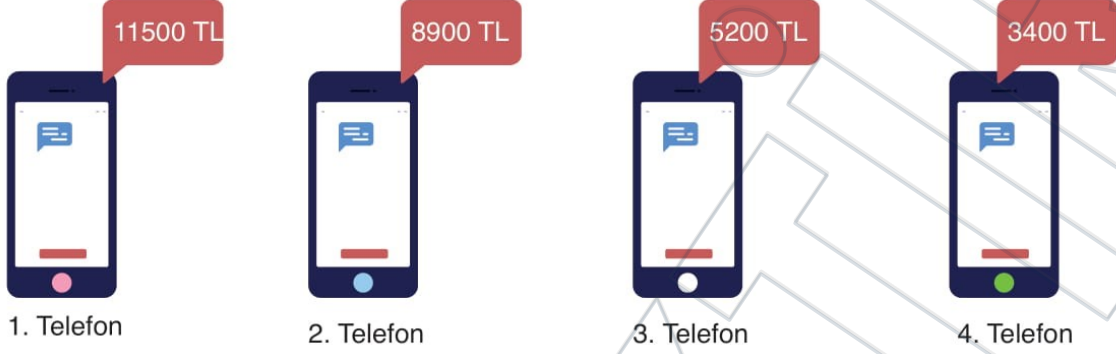 11500 TL
8900 TL
5200 TL
3400 TL
1. Telefon
2. Telefon
3. Telefon
4. Telefon